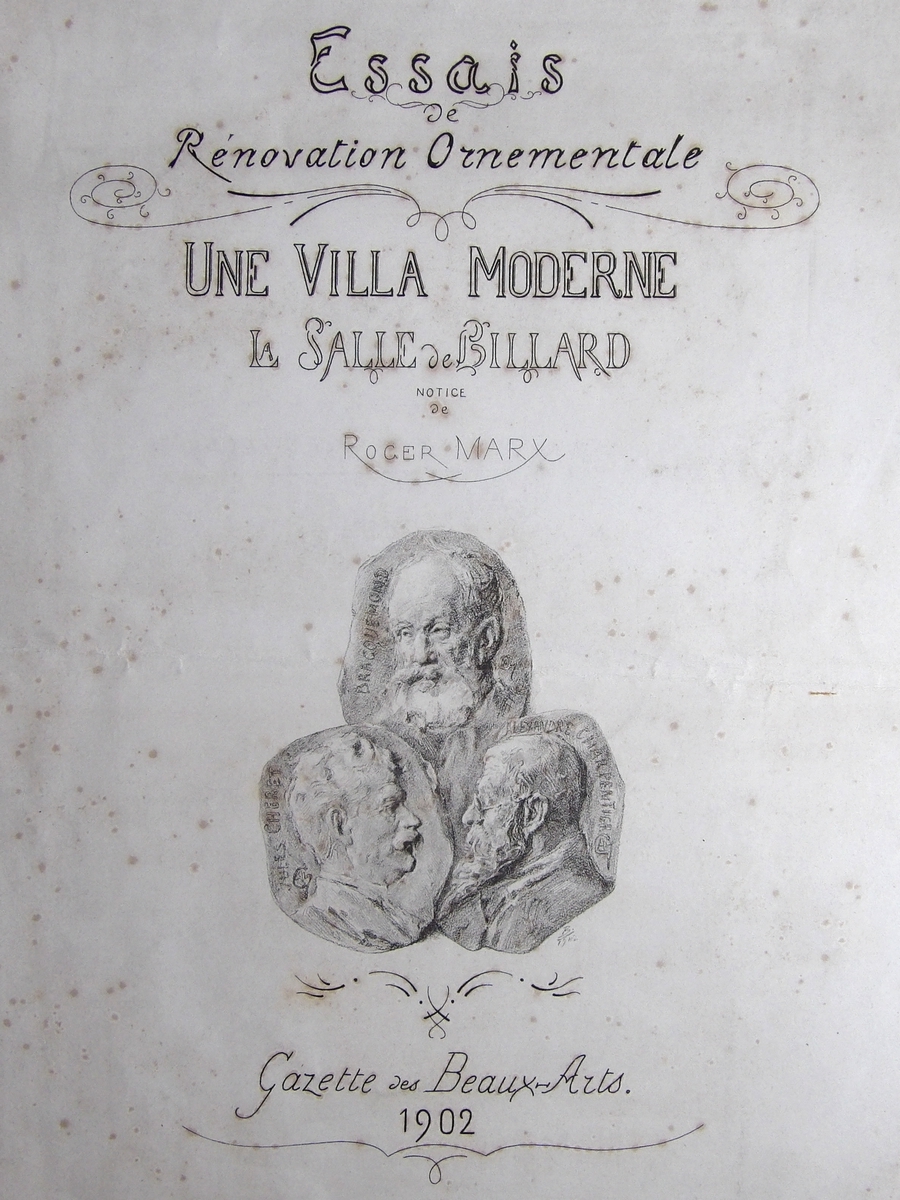 Essais
de
Rénovation Ornementale
UNE VILLA MODERNE
LA SALLE de BILLARD
NOTICE
de
ROGER MARX
BRACQUEMOND
JULES CHÉRET
ALEXANDRE CHARPENTIER
Gazette des Beaux-Arts.
1902